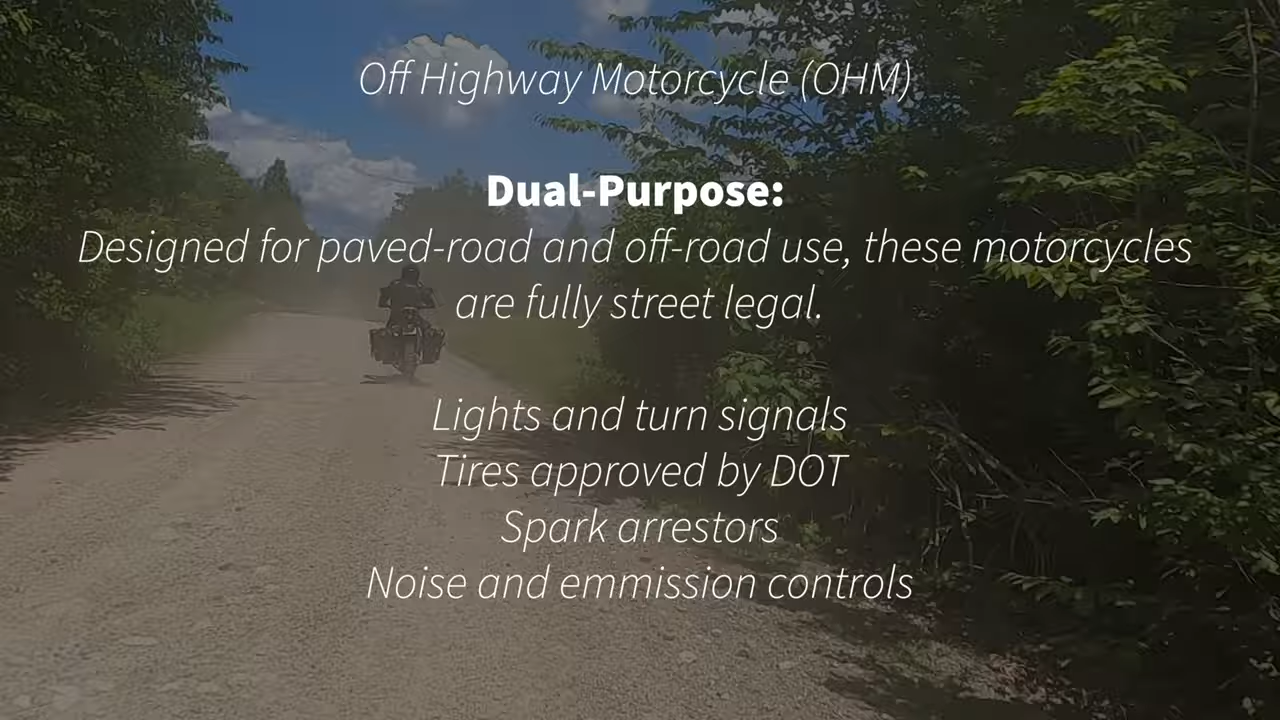 Off Highway Motorcycle (OHM)
Dual-Purpose:
Designed for paved-road and off-road use, these motorcycles
are fully street legal.
Lights and turn signals
Tires approved by DOT
Spark arrestors
Noise and emmission controls